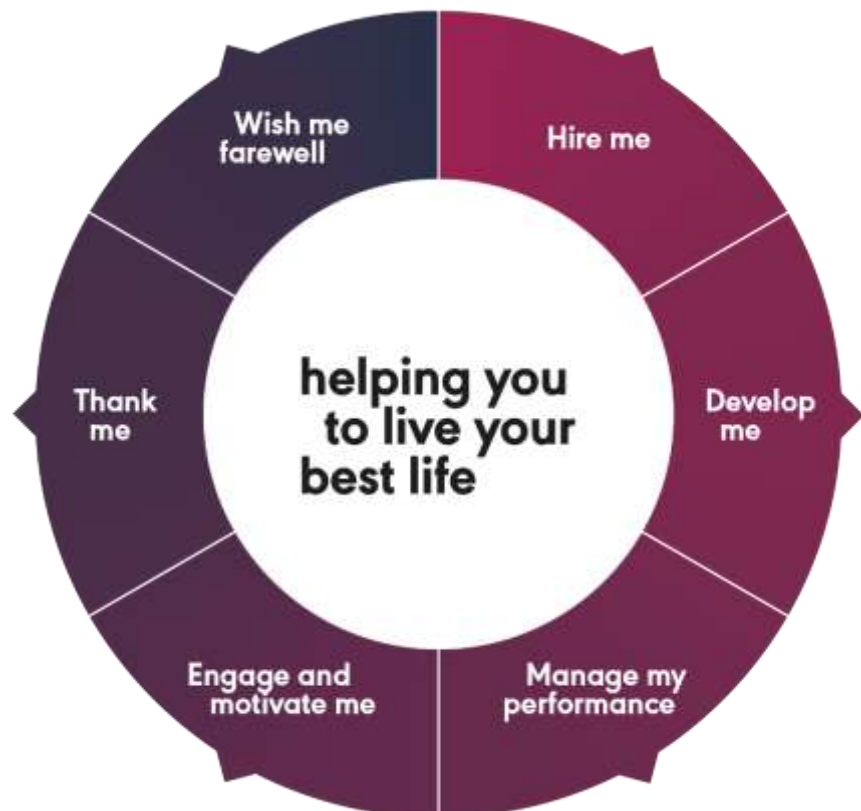 Wish me
farewell
Hire me
Thank
me
helping you
to live your
best life
Develop
me
Engage and
motivate me
Manage my
performance